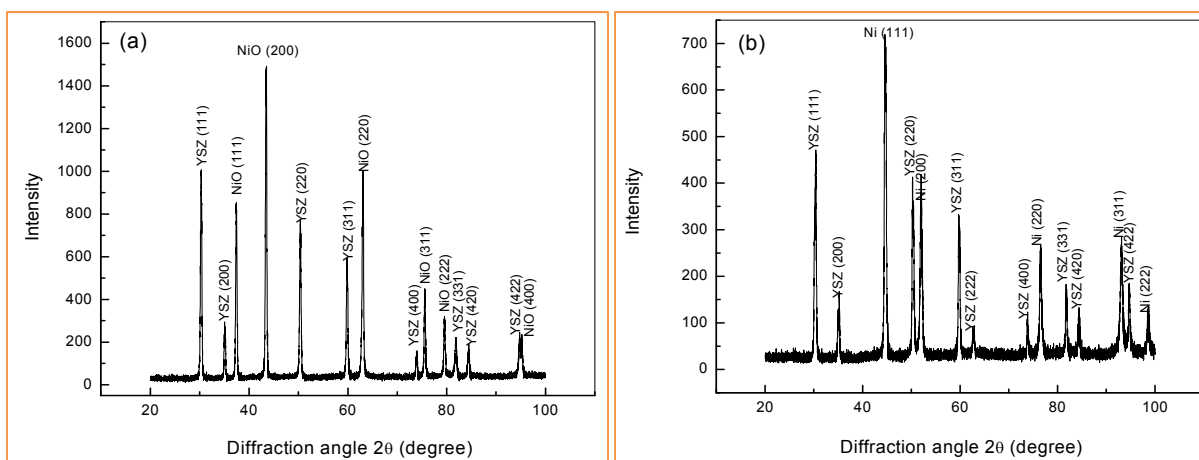 (a)
1600
1400
1200
1000
800
600
400
200
0
Intensity
YSZ (111)
YSZ (200)
NiO (111)
NiO (200)
YSZ (220)
YSZ (311)
NiO (220)
YSZ (400)
NiO (311)
NiO (222)
YSZ (331)
YSZ (420)
YSZ (422)
NiO (400)
20 40 60 80 100
Diffraction angle 2θ (degree)
(b)
700
600
500
400
300
200
100
0
Intensity
YSZ (111)
YSZ (200)
Ni (111)
YSZ (220)
Ni (200)
YSZ (311)
YSZ (222)
YSZ (400)
Ni (220)
YSZ (331)
YSZ (420)
Ni (311)
YSZ (422)
Ni (222)
20 40 60 80 100
Diffraction angle 2θ (degree)